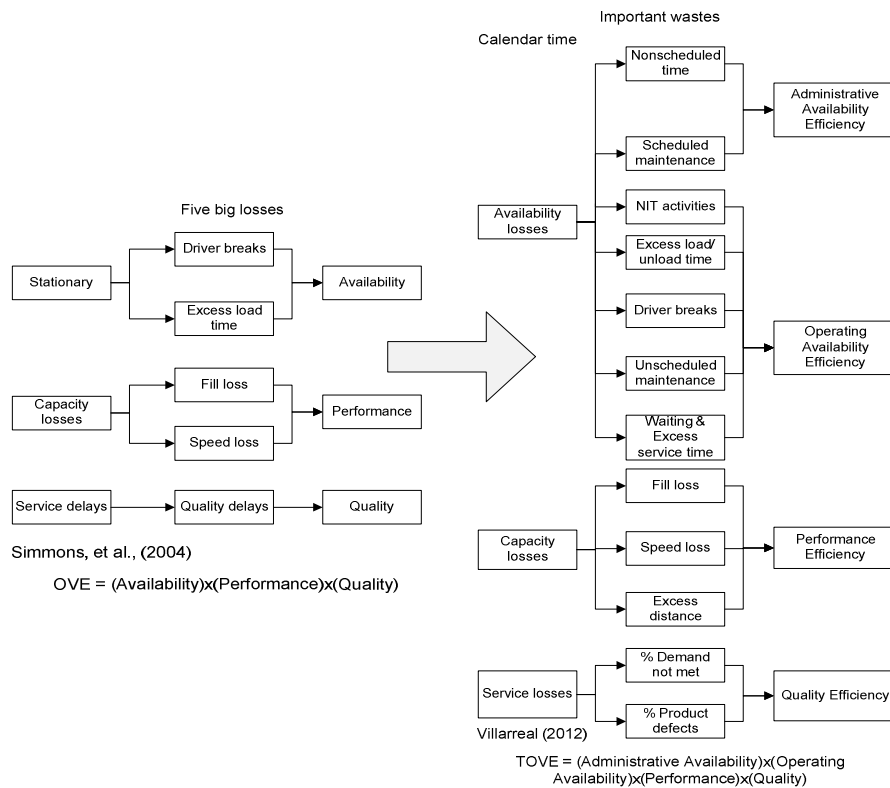 Five big losses
Stationary
Driver breaks
Excess load
time
Availability
Capacity
losses
Fill loss
Speed loss
Performance
Service delays
Quality delays
Quality
Simmons, et al., (2004)
OVE = (Availability)x(Performance)x(Quality)
Important wastes
Calendar time
Availability
losses
Nonscheduled
time
Scheduled
maintenance
NIT activities
Excess load/
unload time
Driver breaks
Unscheduled
maintenance
Waiting &
Excess
service time
Administrative
Availability
Efficiency
Operating
Availability
Efficiency
Capacity
losses
Fill loss
Speed loss
Excess
distance
Performance
Efficiency
Service losses
% Demand
not met
% Product
defects
Quality Efficiency
Villarreal (2012)
TOVE = (Administrative Availability)x(Operating
Availability)x(Performance)x(Quality)